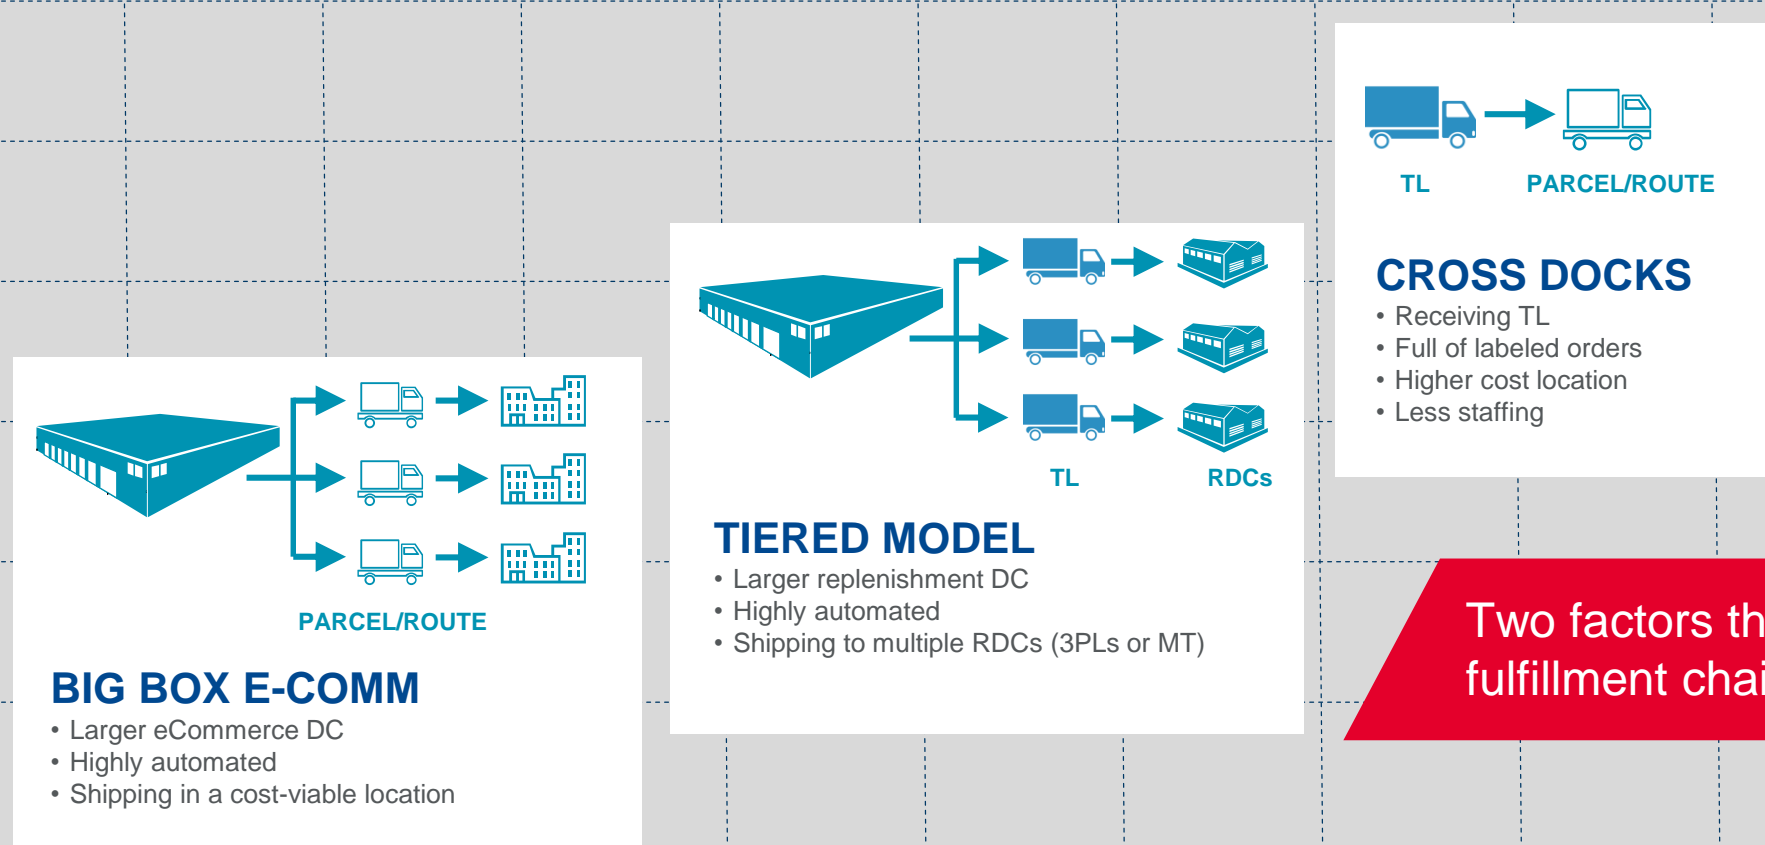 PARCEL/ROUTE
BIG BOX E-COMM
• Larger eCommerce DC
• Highly automated
• Shipping in a cost-viable location
TL
RDCs
TIERED MODEL
• Larger replenishment DC
• Highly automated
• Shipping to multiple RDCs (3PLs or MT)
TL
PARCEL/ROUTE
CROSS DOCKS
• Receiving TL
• Full of labeled orders
• Higher cost location
• Less staffing
Two factors
fulfillment